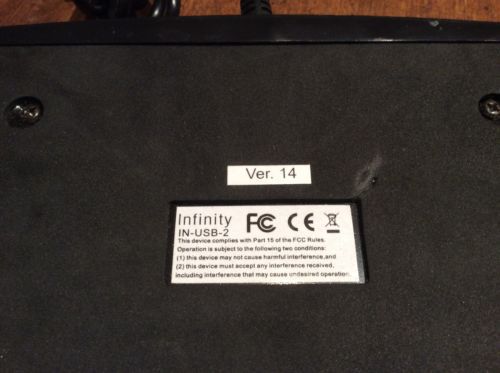 Ver. 14
Infinity FC CE
IN-USB-2
This device complies with Part 15 of the FCC Rules.
Operation is subject to the following two conditions:
(1) this device may not cause harmful interference,and
(2) this device must accept any interference received,
including interference that may cause undesired operation.